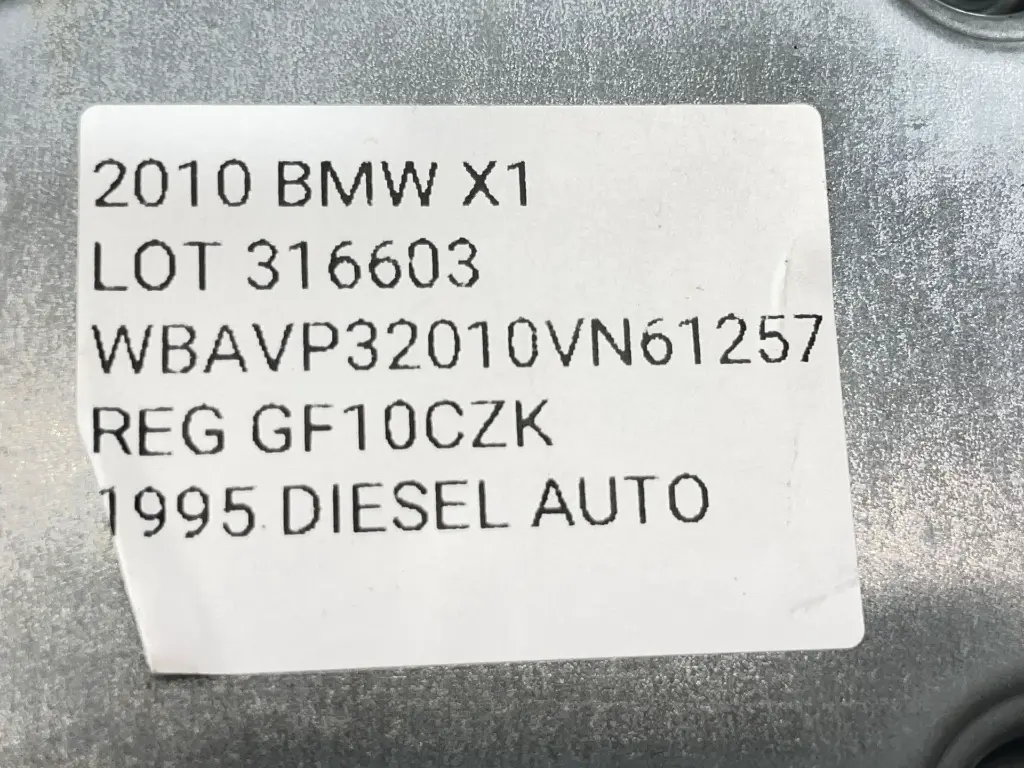 2010 BMW X1
LOT 316603
WBAVP32010VN61257
REG GF10CZK
1995 DIESEL AUTO